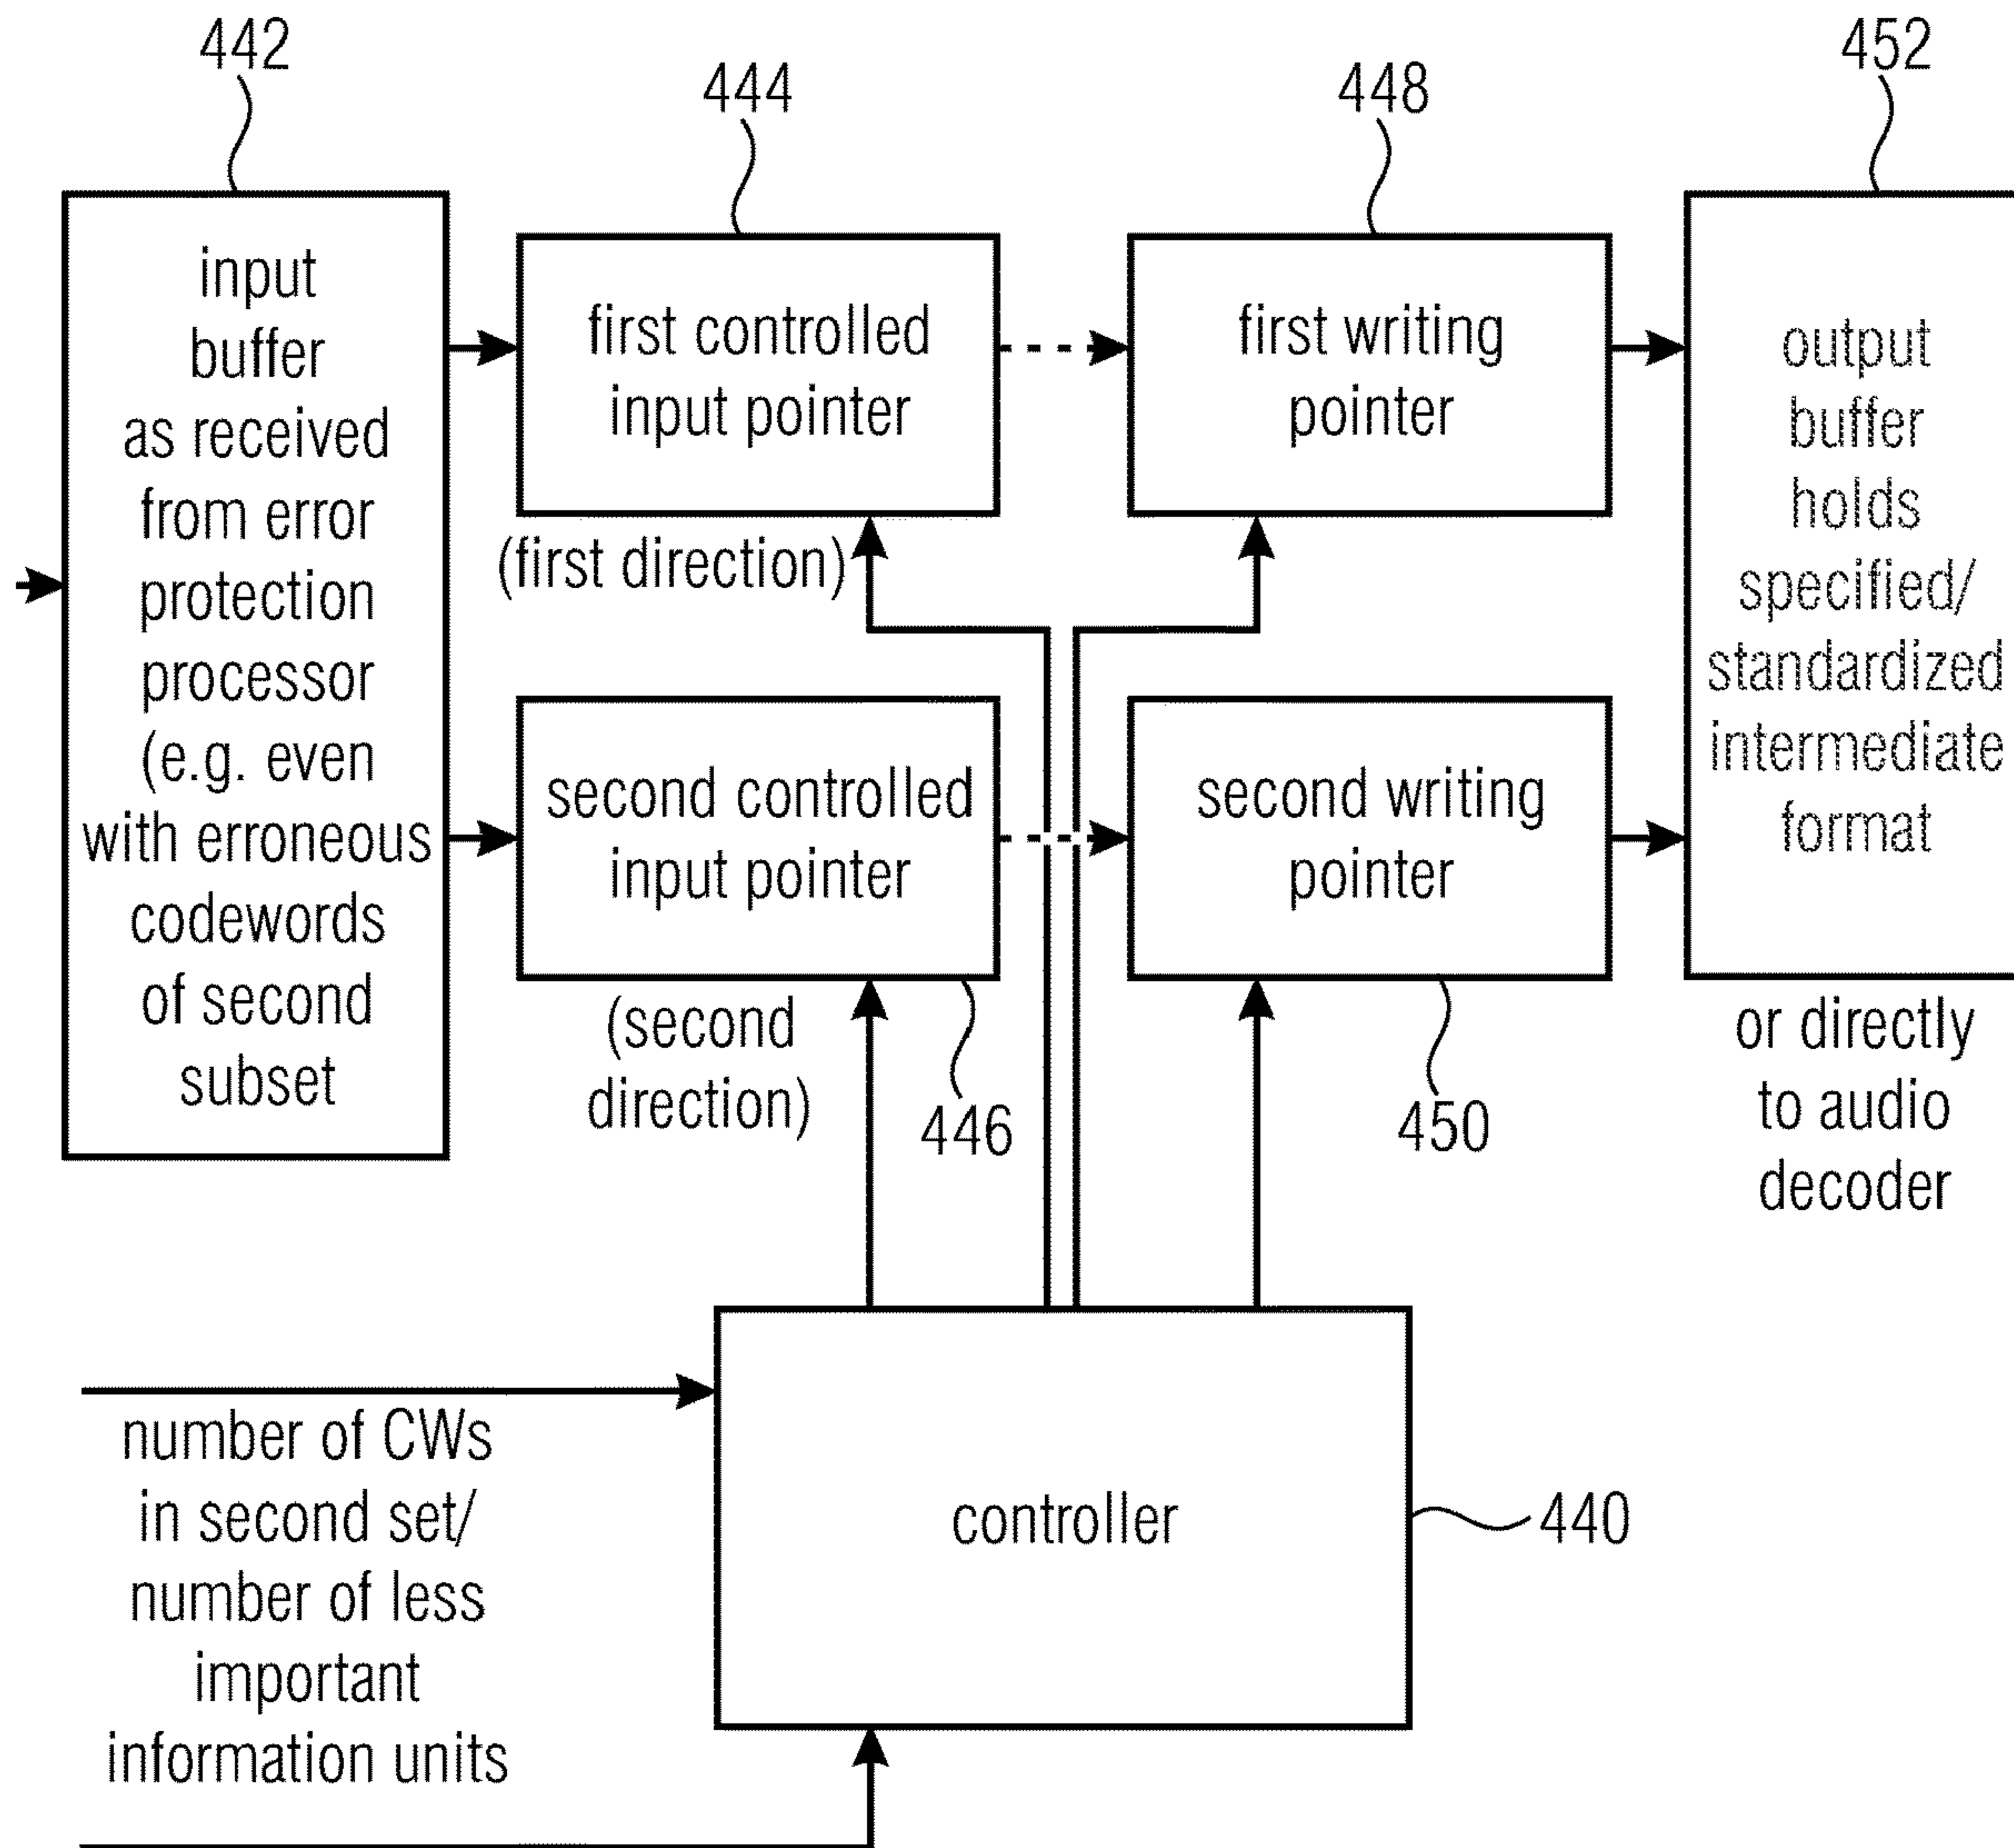 442
444
448
452
input
buffer
as received
from error
protection
processor
(e.g. even
with erroneous
codewords
of second
subset
first controlled
input pointer
(first direction)
first writing
pointer
output
buffer
holds
specified/
standardized
intermediate
format
second controlled
input pointer
(second
direction)
446
second writing
pointer
450
or directly
to audio
decoder
number of CWs
in second set/
number of less
important
information units
controller
440